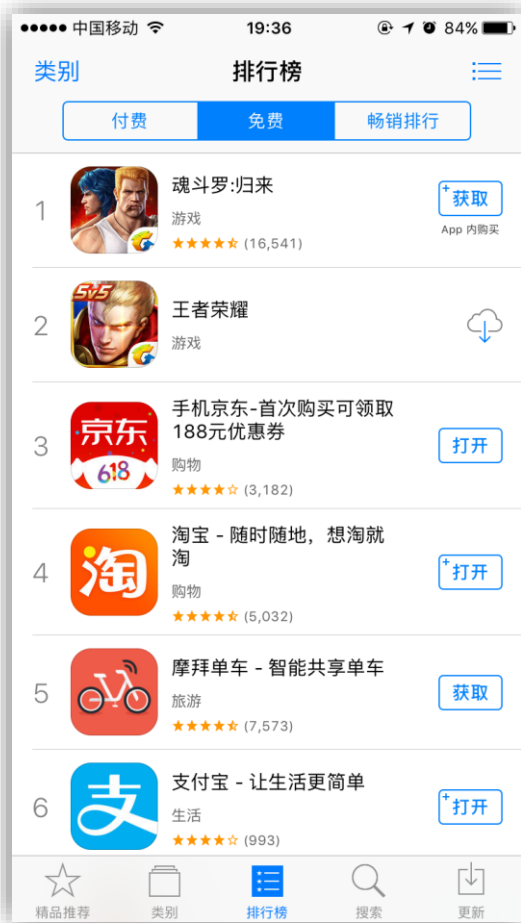 中国移动 19:36 84%
类别 排行榜
付费 免费 畅销排行
1 魂斗罗:归来 +获取
游戏 App 内购买
(16,541)
5v5
2 王者荣耀
游戏
京东
618
3 手机京东-首次购买可领取
188元优惠券 打开
购物
(3,182)
淘
4 淘宝 - 随时随地，想淘就
淘 +打开
购物
(5,032)
5 摩拜单车 - 智能共享单车
旅游 获取
(7,573)
支
6 支付宝 - 让生活更简单
生活 +打开
(993)
精品推荐 类别 排行榜 搜索 更新